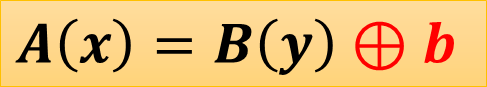 A(x) = B(y) ⊕ b